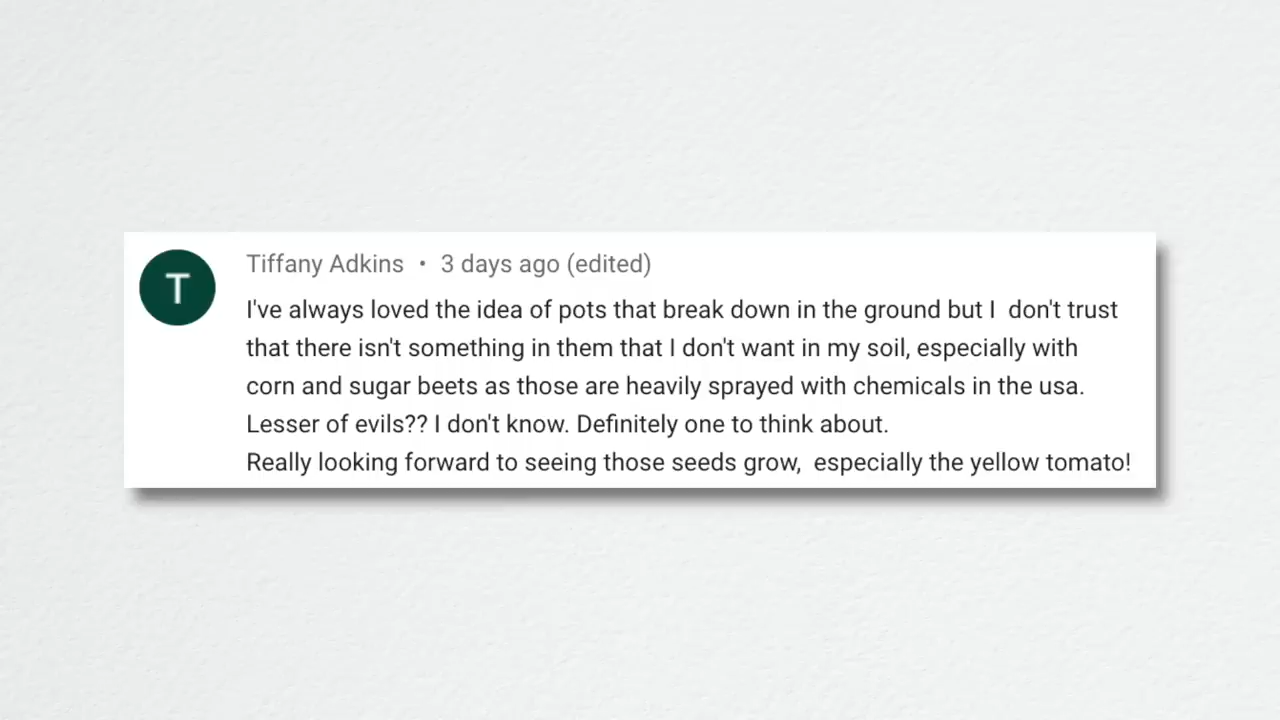 T
Tiffany Adkins • 3 days ago (edited)
I've always loved the idea of pots that break down in the ground but I  don't trust
that there isn't something in them that I don't want in my soil, especially with
corn and sugar beets as those are heavily sprayed with chemicals in the usa.
Lesser of evils?? I don't know. Definitely one to think about.
Really looking forward to seeing those seeds grow,  especially the yellow tomato!